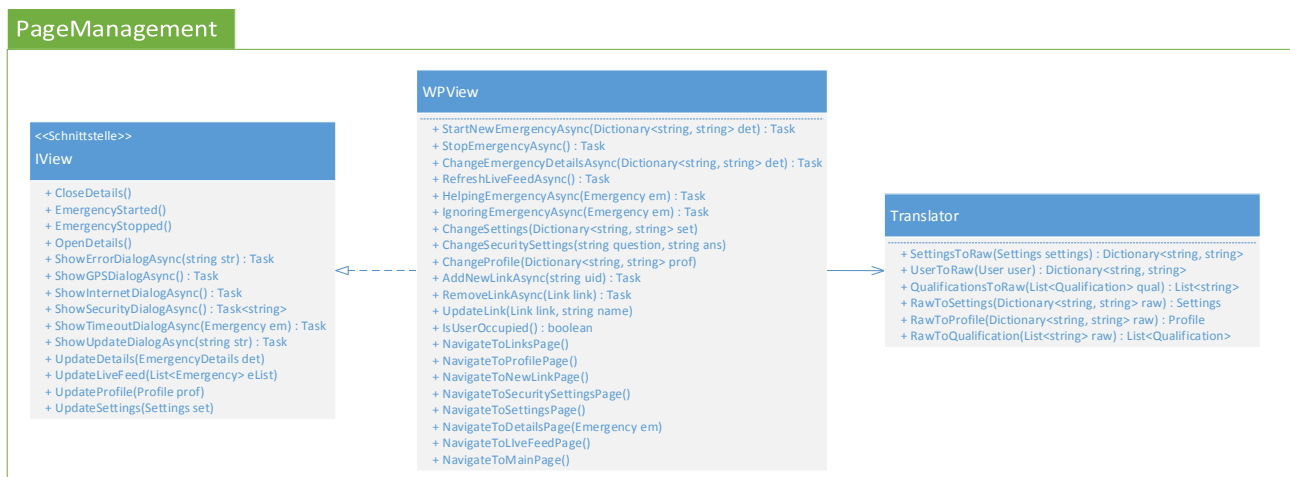 PageManagement
<<Schnittstelle>>
IView
+ CloseDetails()
+ EmergencyStarted()
+ EmergencyStopped()
+ OpenDetails()
+ ShowErrorDialogAsync(string str) : Task
+ ShowGPSDialogAsync() : Task
+ ShowInternetDialogAsync() : Task
+ ShowSecurityDialogAsync() : Task<string>
+ ShowTimeoutDialogAsync(Emergency em) : Task
+ ShowUpdateDialogAsync(string str) : Task
+ UpdateDetails(EmergencyDetails det)
+ UpdateLiveFeed(List<Emergency> eList)
+ UpdateProfile(Profile prof)
+ UpdateSettings(Settings set)
WPView
+ StartNewEmergencyAsync(Dictionary<string, string> det) : Task
+ StopEmergencyAsync() : Task
+ ChangeEmergencyDetailsAsync(Dictionary<string, string> det) : Task
+ RefreshLiveFeedAsync() : Task
+ HelpingEmergencyAsync(Emergency em) : Task
+ IgnoringEmergencyAsync(Emergency em) : Task
+ ChangeSettings(Dictionary<string, string> set)
+ ChangeSecuritySettings(string question, string ans)
+ ChangeProfile(Dictionary<string, string> prof)
+ AddNewLinkAsync(string uid) : Task
+ RemoveLinkAsync(Link link) : Task
+ UpdateLink(Link link, string name)
+ IsUserOccupied() : boolean
+ NavigateToLinksPage()
+ NavigateToProfilePage()
+ NavigateToNewLinkPage()
+ NavigateToSecuritySettingsPage()
+ NavigateToSettingsPage()
+ NavigateToDetailsPage(Emergency em)
+ NavigateToLIveFeedPage()
+ NavigateToMainPage()
Translator
+ SettingsToRaw(Settings settings) : Dictionary<string, string>
+ UserToRaw(User user) : Dictionary<string, string>
+ QualificationsToRaw(List<Qualification> qual) : List<string>
+ RawToSettings(Dictionary<string, string> raw) : Settings
+ RawToProfile(Dictionary<string, string> raw) : Profile
+ RawToQualification(List<string> raw) : List<Qualification>